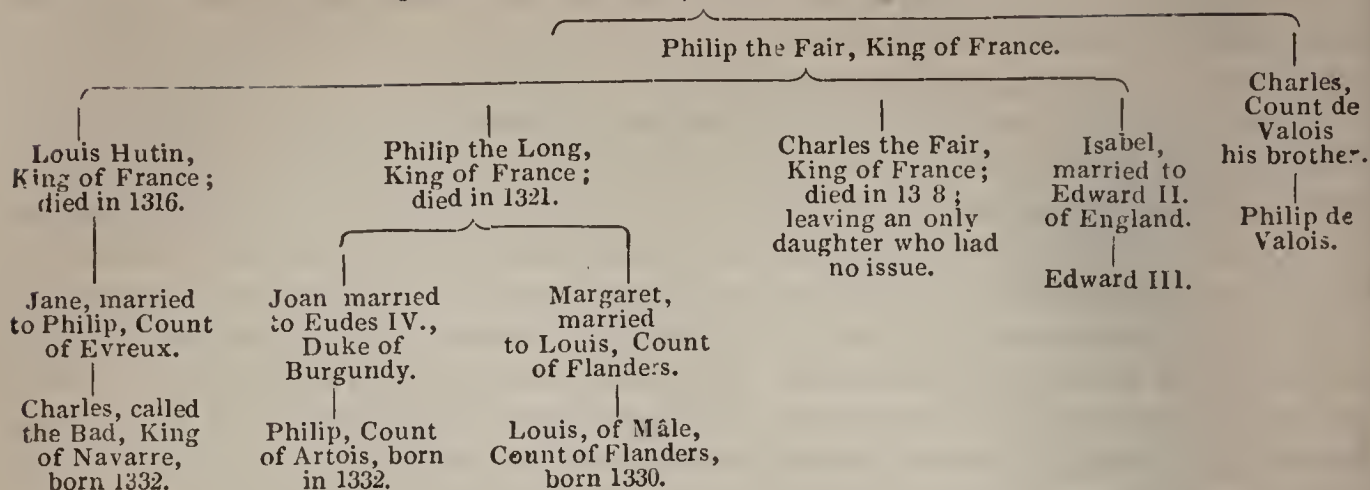 Philip the Fair, King of France.
Charles,
Count de
Valois
his brother.
Philip de
Valois.
Louis Hutin,
King of France;
died in 1316.
Philip the Long,
King of France;
died in 1321.
Charles the Fair,
King of France;
died in 13 8;
leaving an only
daughter who had
no issue.
Isabel,
married to
Edward II.
of England.
Edward III.
Jane, married
to Philip, Count
of Evreux.
Joan married
to Eudes IV.,
Duke of
Burgundy.
Margaret,
married
to Louis, Count
of Flanders.
Charles, called
the Bad, King
of Navarre,
born 1332.
Philip, Count
of Artois, born
in 1332.
Louis, of Mâle,
Count of Flanders,
born 1330.